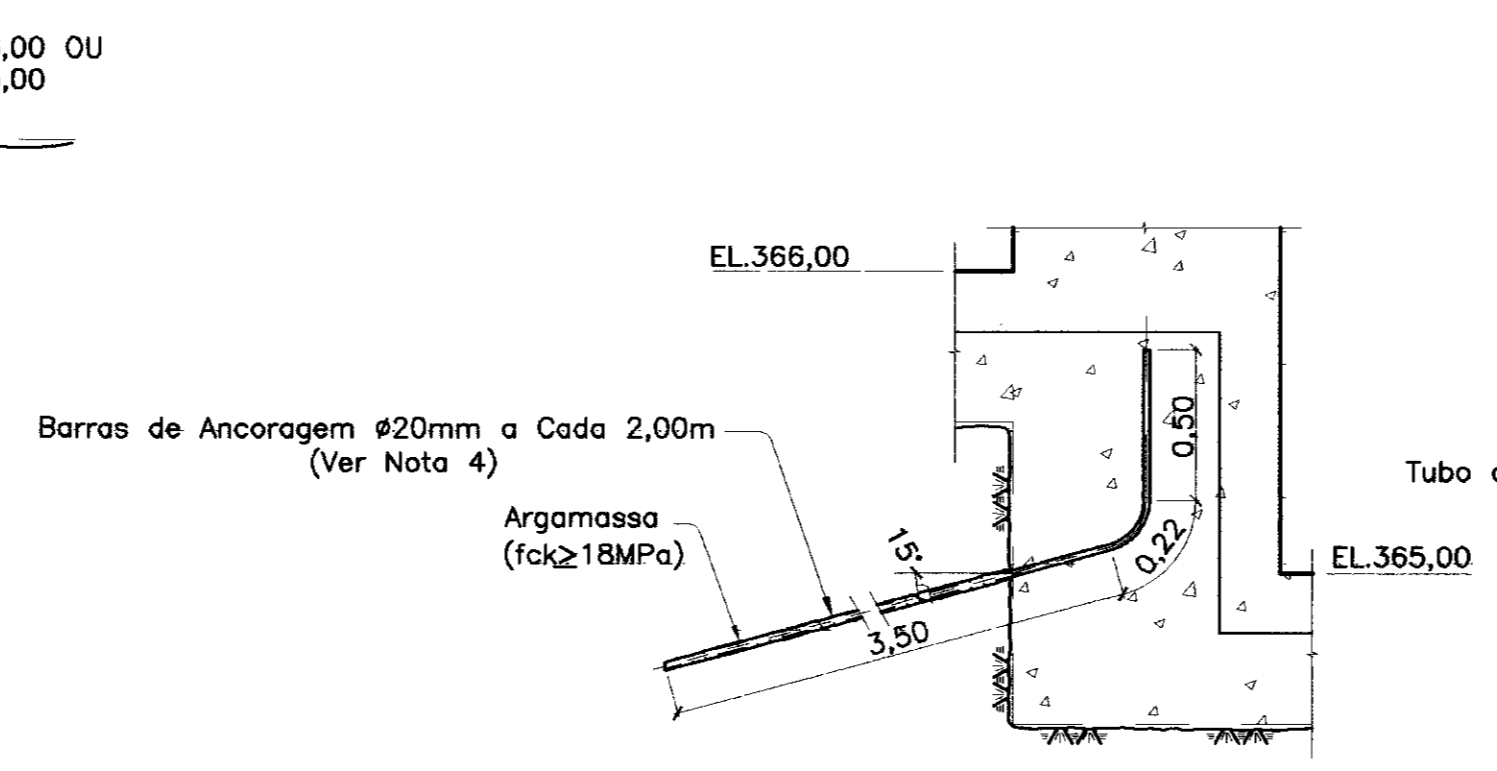 ,00 OU
,00
EL.366,00
Barras de Ancoragem ø20mm a Cada 2,00m
(Ver Nota 4)
0,50
Tubo
Argamassa
(fck≥18MPa)
15°
0,22
EL.365,00
3,50